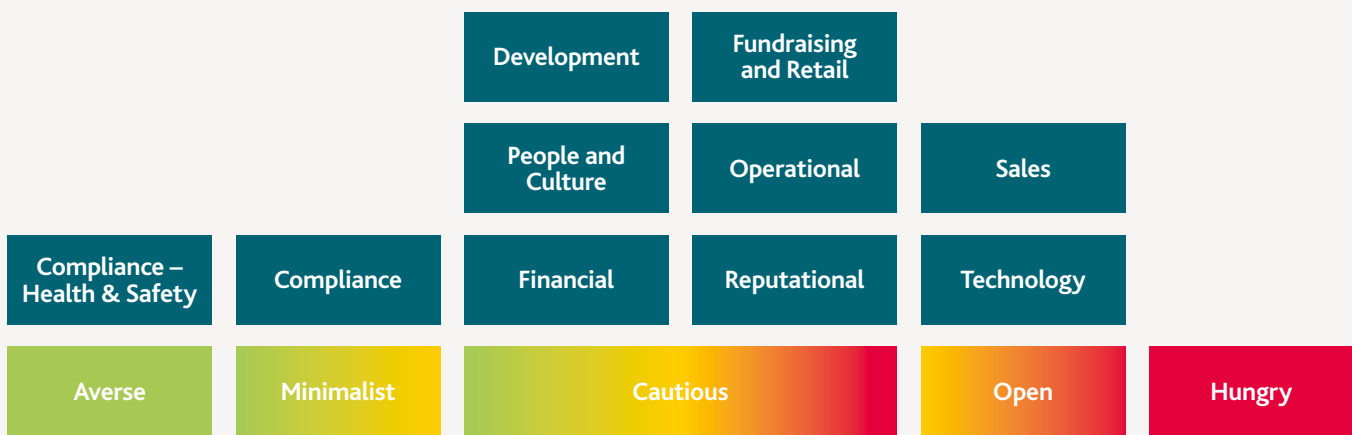 Development
Fundraising
and Retail
People and
Culture
Operational
Sales
Compliance –
Health & Safety
Compliance
Financial
Reputational
Technology
Averse
Minimalist
Cautious
Open
Hungry